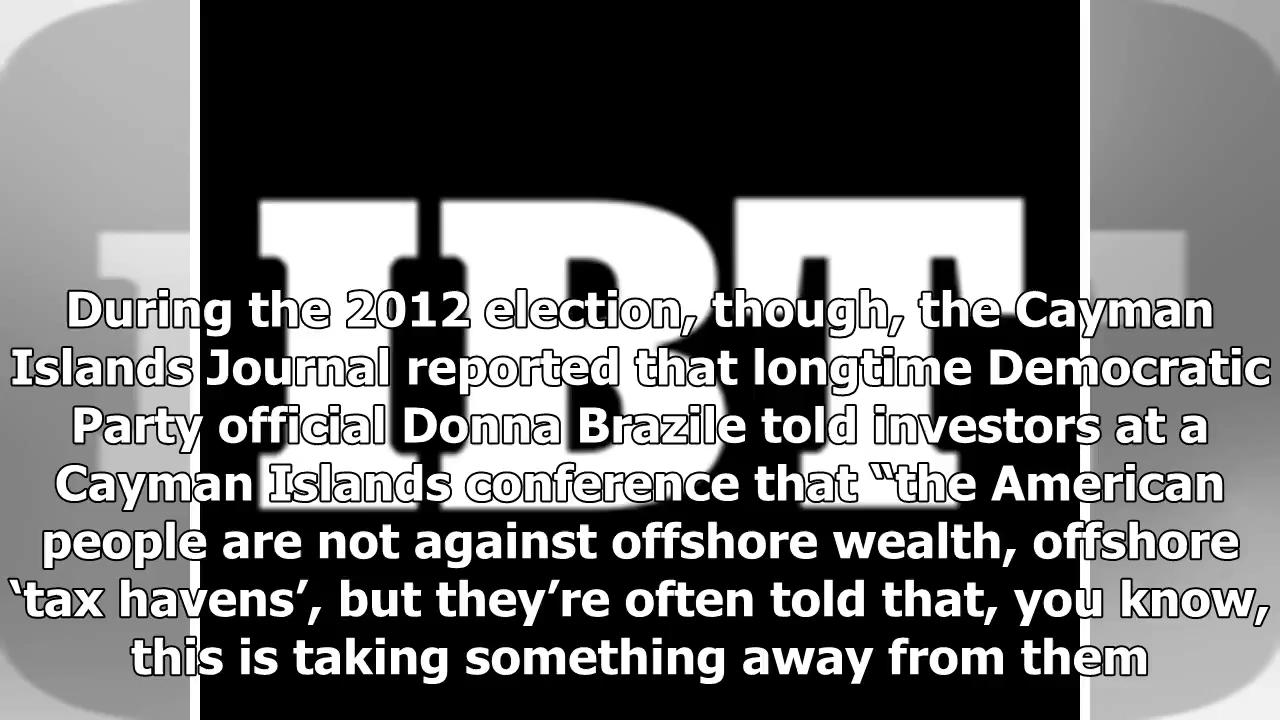 IBT
During the 2012 election, though, the Cayman
Islands Journal reported that longtime Democratic
Party official Donna Brazile told investors at a
Cayman Islands conference that “the American
people are not against offshore wealth, offshore
‘tax havens’, but they’re often told that, you know,
this is taking something away from them